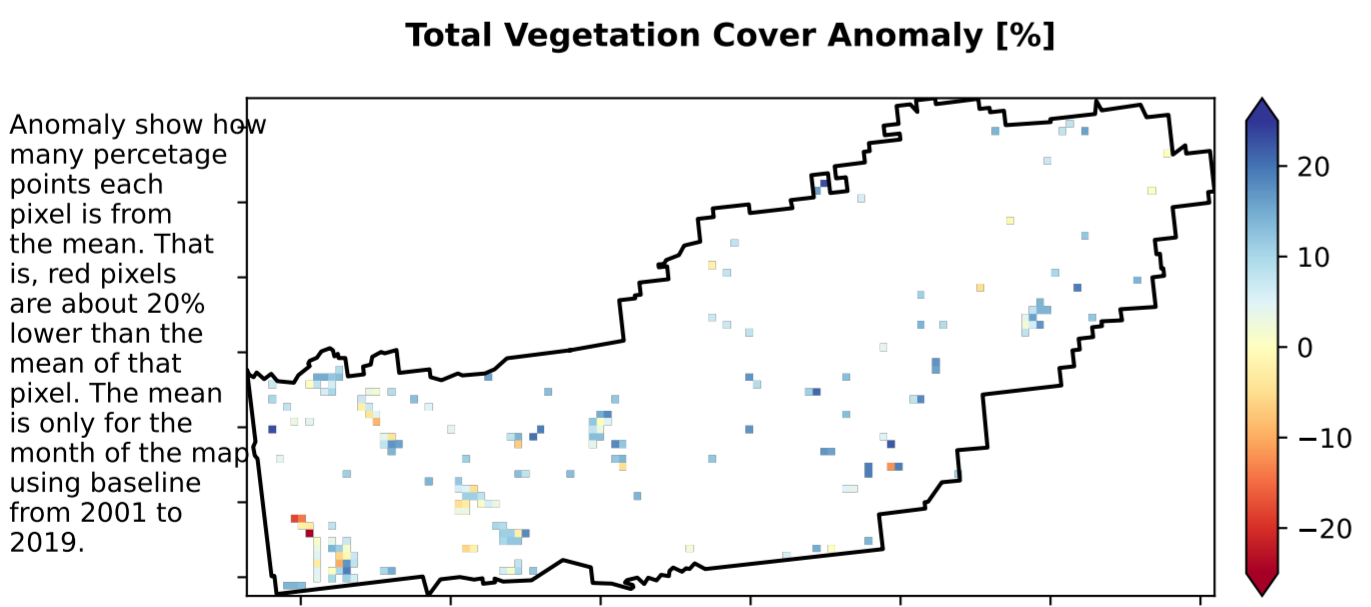 Total Vegetation Cover Anomaly [%]
Anomaly show how
many percetage
points each
pixel is from
the mean. That
is, red pixels
are about 20%
lower than the
mean of that
pixel. The mean
is only for the
month of the map
using baseline
from 2001 to
2019.
20
10
0
−10
−20